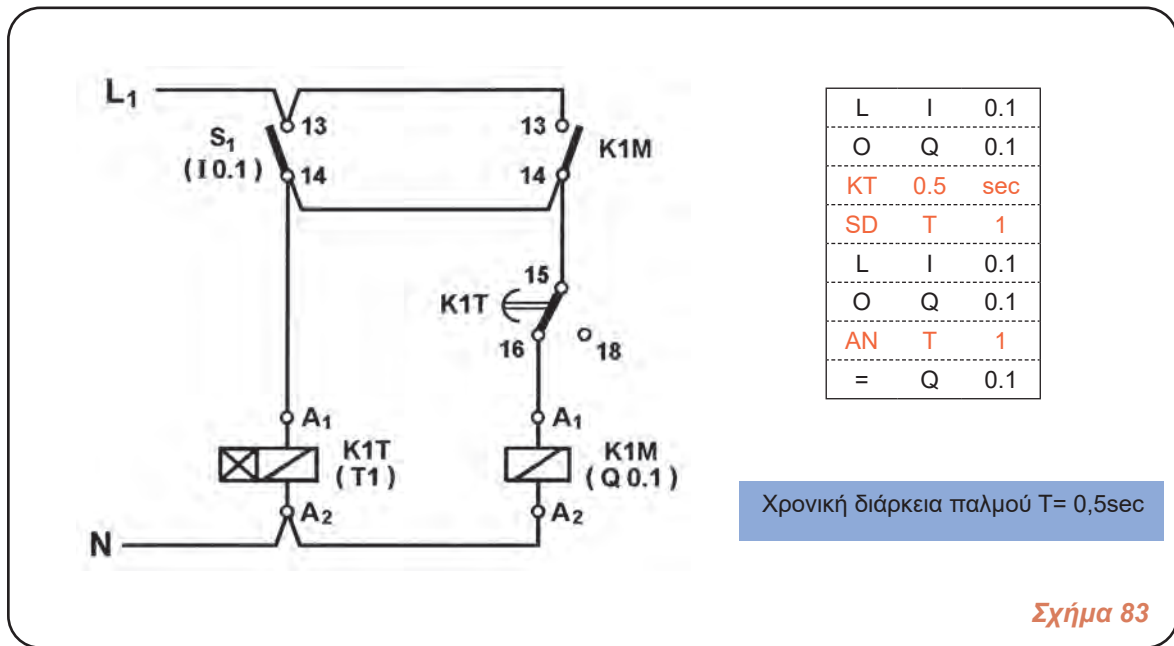 L1
S1
(I 0.1)
13
14
13
14
K1M
15
K1T
16
18
A1
K1T
(T1)
A2
A1
K1M
(Q 0.1)
A2
N
L I 0.1
O Q 0.1
KT 0.5 sec
SD T 1
L I 0.1
O Q 0.1
AN T 1
= Q 0.1
Χρονική διάρκεια παλμού T= 0,5sec
Σχήμα 83